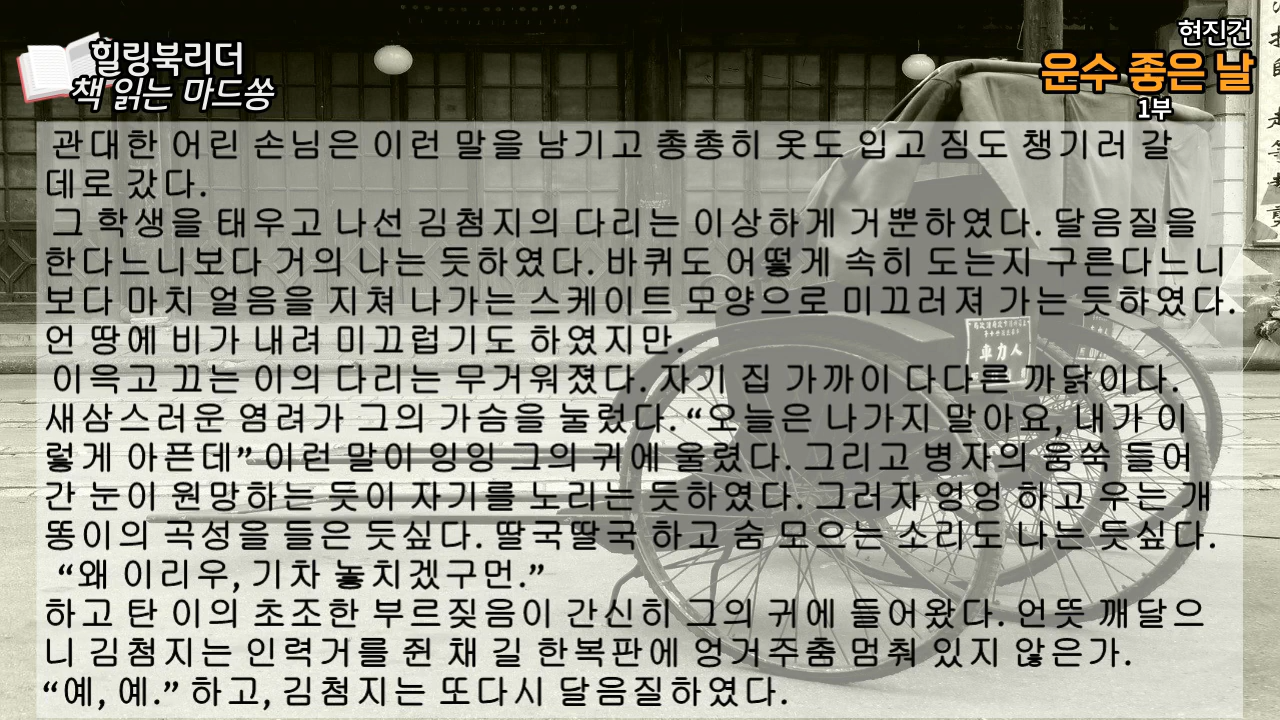 힐링북리더
책 읽는 마드쏭
현진건
운수 좋은 날
1부
관대한 어린 손님은 이런 말을 남기고 총총히 옷도 입고 짐도 챙기러 갈
데로 갔다.
그 학생을 태우고 나선 김첨지의 다리는 이상하게 거뿐하였다. 달음질을
한다느니보다 거의 나는 듯하였다. 바퀴도 어떻게 속히 도는지 구른다느니
보다 마치 얼음을 지쳐 나가는 스케이트 모양으로 미끄러져 가는 듯하였다.
언 땅에 비가 내려 미끄럽기도 하였지만.
이윽고 끄는 이의 다리는 무거워졌다. 자기 집 가까이 다다른 까닭이다.
새삼스러운 염려가 그의 가슴을 눌렀다. “오늘은 나가지 말아요, 내가 이
렇게 아픈데” 이런 말이 잉잉 그의 귀에 울렸다. 그리고 병자의 움쑥 들어
간 눈이 원망하는 듯이 자기를 노리는 듯하였다. 그러자 엉엉 하고 우는 개
똥이의 곡성을 들은 듯싶다. 딸국딸국 하고 숨 모으는 소리도 나는 듯싶다.
“왜 이리우, 기차 놓치겠구먼.”
하고 탄 이의 초조한 부르짖음이 간신히 그의 귀에 들어왔다. 언뜻 깨달으
니 김첨지는 인력거를 쥔 채 길 한복판에 엉거주춤 멈춰 있지 않은가.
“예, 예.” 하고, 김첨지는 또다시 달음질하였다.
車力人